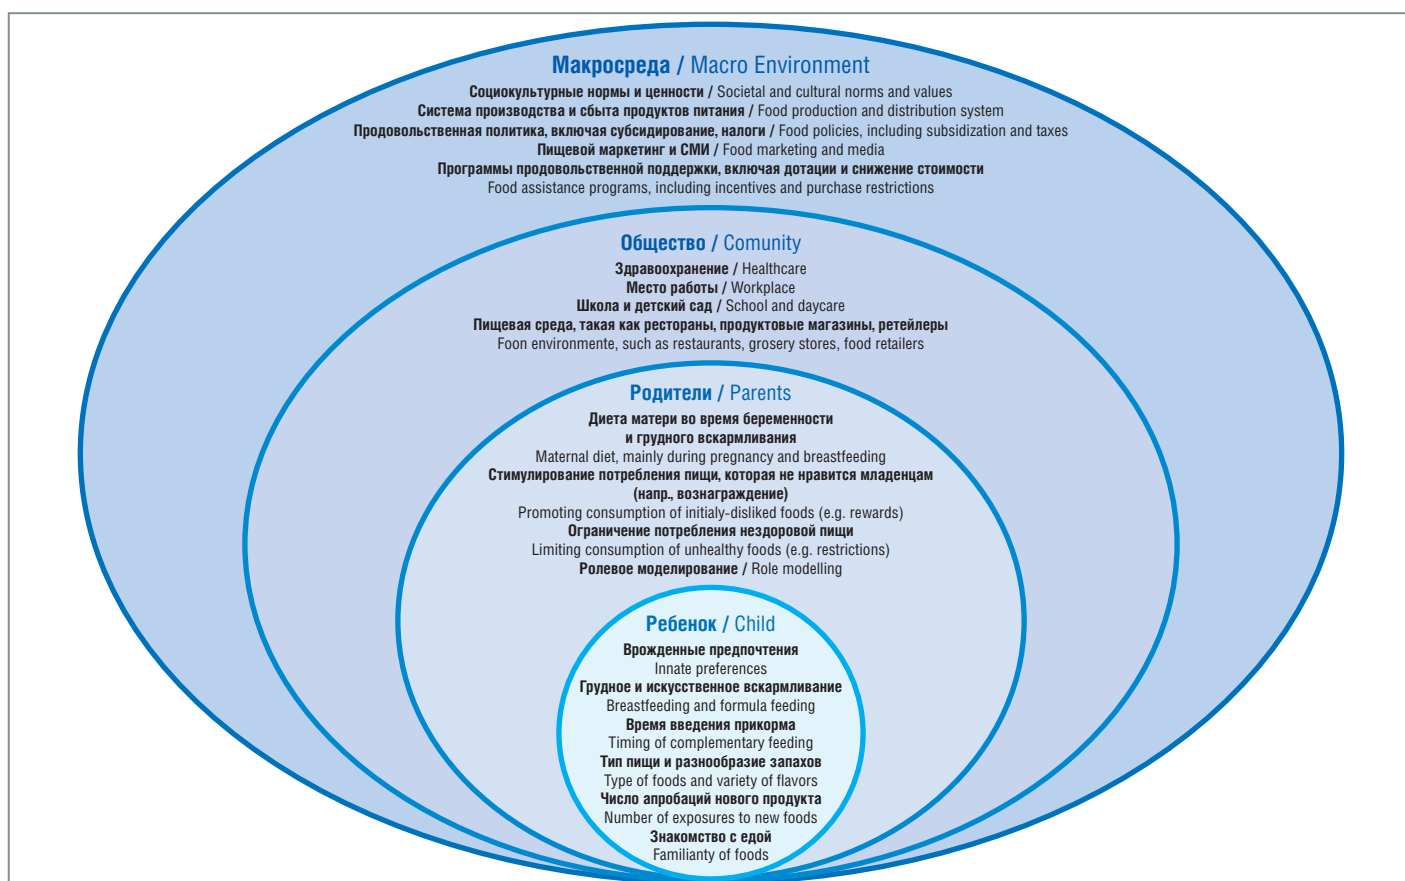 Макросреда / Macro Environment
Социокультурные нормы и ценности / Societal and cultural norms and values
Система производства и сбыта продуктов питания / Food production and distribution system
Продовольственная политика, включая субсидирование, налоги / Food policies, including subsidization and taxes
Пищевой маркетинг и СМИ / Food marketing and media
Программы продовольственной поддержки, включая дотации и снижение стоимости
Food assistance programs, including incentives and purchase restrictions
Общество / Comunity
Здравоохранение / Healthcare
Место работы / Workplace
Школа и детский сад / School and daycare
Пищевая среда, такая как рестораны, продуктовые магазины, ретейлеры
Foon environmente, such as restaurants, grosery stores, food retailers
Родители / Parents
Диета матери во время беременности
и грудного вскармливания
Maternal diet, mainly during pregnancy and breastfeeding
Стимулирование потребления пищи, которая не нравится младенцам
(напр., вознаграждение)
Promoting consumption of initialy-disliked foods (e.g. rewards)
Ограничение потребления нездоровой пищи
Limiting consumption of unhealthy foods (e.g. restrictions)
Ролевое моделирование / Role modelling
Ребенок / Child
Врожденные предпочтения
Innate preferences
Грудное и искусственное вскармливание
Breastfeeding and formula feeding
Время введения прикорма
Timing of complementary feeding
Тип пищи и разнообразие запахов
Type of foods and variety of flavors
Число апробаций нового продукта
Number of exposures to new foods
Знакомство с едой
Familianty of foods